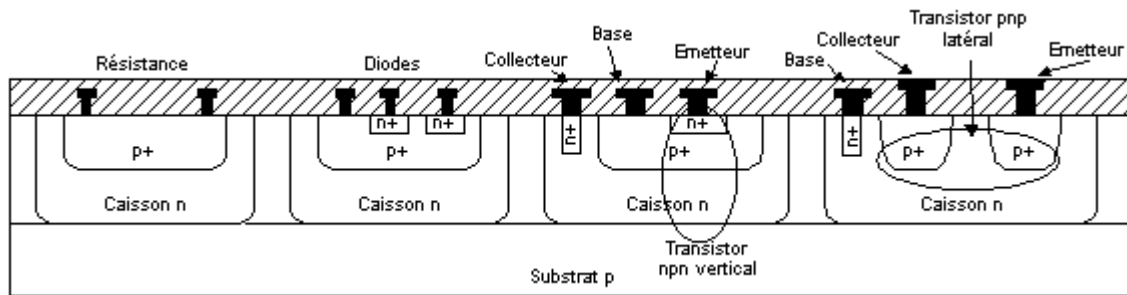 Transistor pnp
latéral
Base
Collecteur
Emetteur
Résistance
Diodes
Collecteur
Emetteur
Base
n+
n+
n+
n+
n+
p+
p+
p+
p+
p+
Caisson n
Caisson n
Caisson n
Caisson n
Transistor
npn vertical
Substrat p